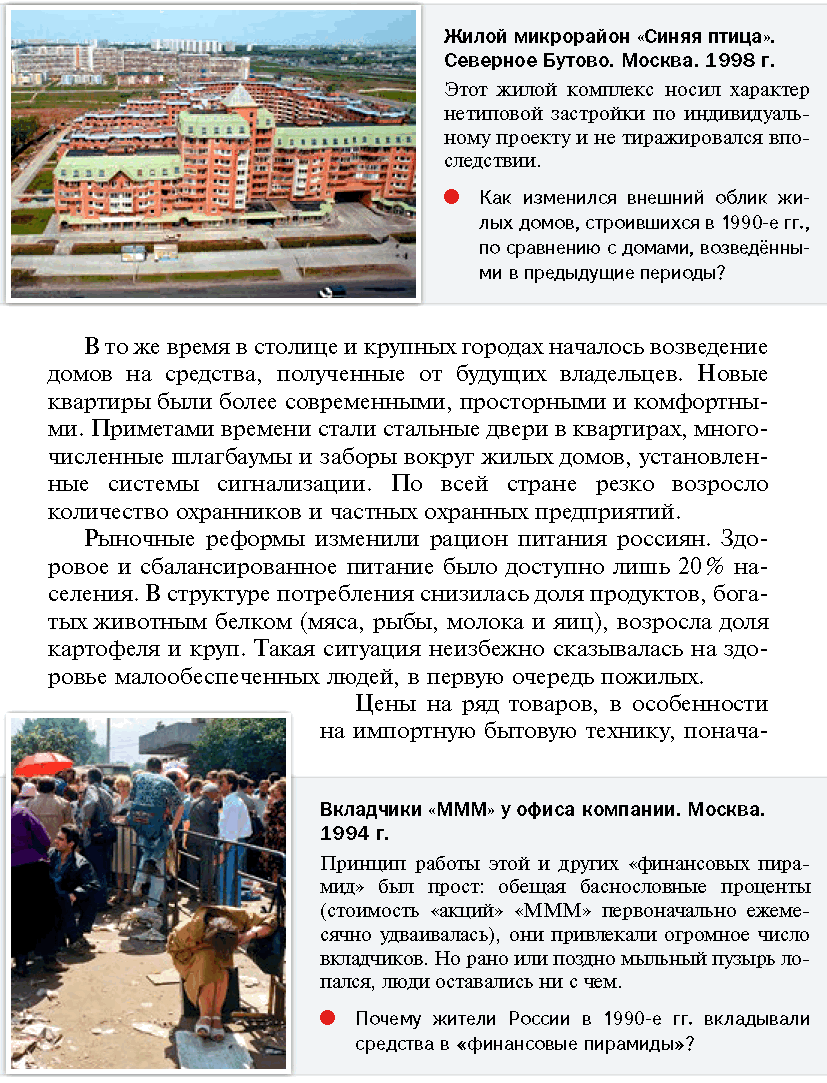 Жилой микрорайон «Синяя птица».
Северное Бутово. Москва. 1998 г.
Этот жилой комплекс носил характер
нетиповой застройки по индивидуаль-
ному проекту и не тиражировался впо-
следствии.
Как изменился внешний облик жи-
лых домов, строившихся в 1990-е гг.,
по сравнению с домами, возведённы-
ми в предыдущие периоды?
В то же время в столице и крупных городах началось возведение
домов на средства, полученные от будущих владельцев. Новые
квартиры были более современными, просторными и комфортны-
ми. Приметами времени стали стальные двери в квартирах, много-
численные шлагбаумы и заборы вокруг жилых домов, установлен-
ные системы сигнализации. По всей стране резко возросло
количество охранников и частных охранных предприятий.
Рыночные реформы изменили рацион питания россиян. Здо-
ровое и сбалансированное питание было доступно лишь 20% на-
селения. В структуре потребления снизилась доля продуктов, бога-
тых животным белком (мяса, рыбы, молока и яиц), возросла доля
картофеля и круп. Такая ситуация неизбежно сказывалась на здо-
ровье малообеспеченных людей, в первую очередь пожилых.
Цены на ряд товаров, в особенности
на импортную бытовую технику, понача-
Вкладчики «МММ» у офиса компании. Москва.
1994 г.
Принцип работы этой и других «финансовых пира-
мид» был прост: обещая баснословные проценты
(стоимость «акций» «МММ» первоначально ежеме-
сячно удваивалась), они привлекали огромное число
вкладчиков. Но рано или поздно мыльный пузырь ло-
пался, люди оставались ни с чем.
Почему жители России в 1990-е гг. вкладывали
средства в «финансовые пирамиды»?